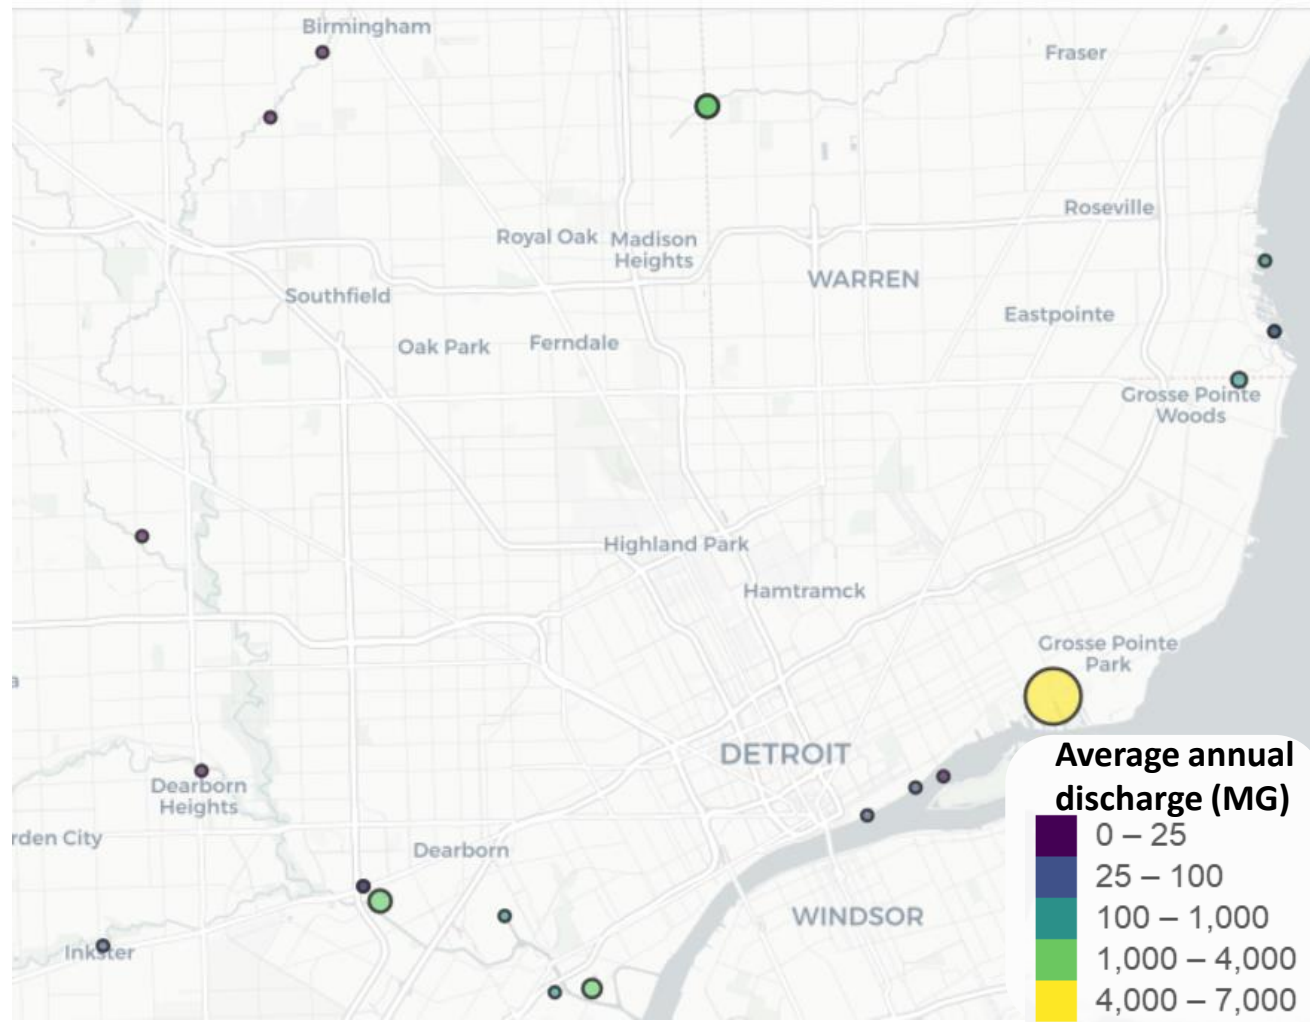 Birmingham
Fraser
Roseville
Royal Oak
Madison
Heights
WARREN
Southfield
Eastpointe
Oak Park
Ferndale
Grosse Pointe
Woods
Highland Park
Hamtramck
Grosse Pointe
Park
a
DETROIT
Dearborn
Heights
rden City
Dearborn
WINDSOR
Inkster
Average annual
discharge (MG)
0 – 25
25 – 100
100 – 1,000
1,000 – 4,000
4,000 – 7,000